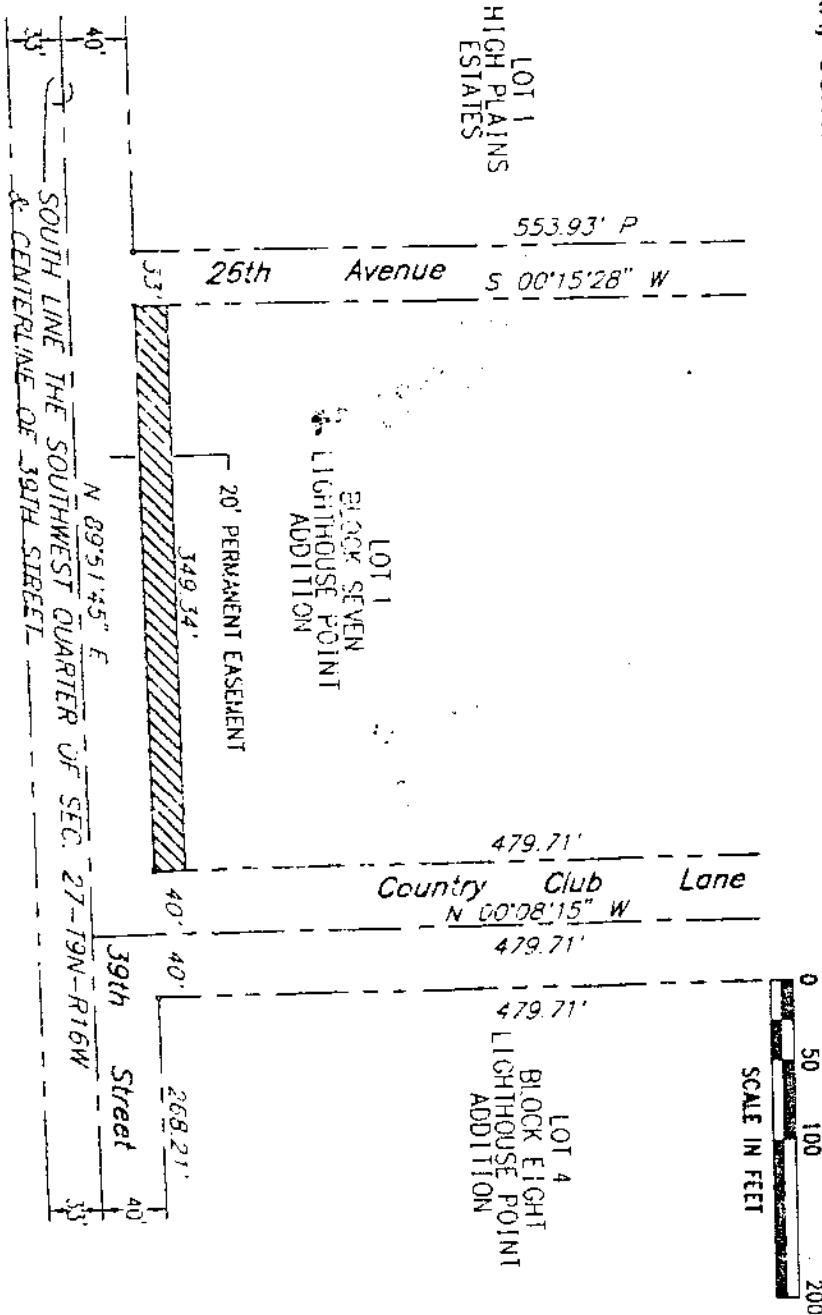 LOT 1
HIGH PLAINS
ESTATES
553.93' P
26th Avenue
S 00°15'28" W
40'
33'
33'
20' PERMANENT EASEMENT
349.34'
LOT 1
BLOCK SEVEN
LIGHTHOUSE POINT
ADDITION
N 89°51'45" E
SOUTH LINE THE SOUTHWEST QUARTER OF SEC. 27-T9N-R16W
& CENTERLINE OF 39TH STREET
479.71'
Country Club Lane
N 00°08'15" W
479.71'
479.71'
40'
40'
39th Street
268.21'
40'
33'
LOT 4
BLOCK EIGHT
LIGHTHOUSE POINT
ADDITION
0 50 100 200
SCALE IN FEET